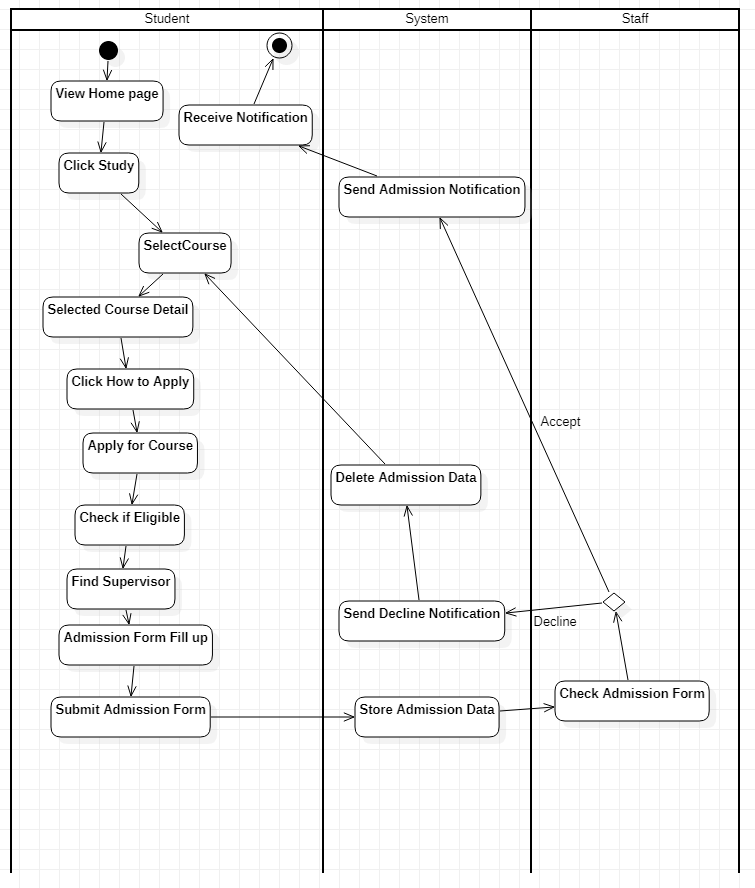 Student
System
Staff
View Home page
Receive Notification
Click Study
Send Admission Notification
SelectCourse
Selected Course Detail
Click How to Apply
Accept
Apply for Course
Delete Admission Data
Check if Eligible
Find Supervisor
Send Decline Notification
Decline
Admission Form Fill up
Check Admission Form
Submit Admission Form
Store Admission Data